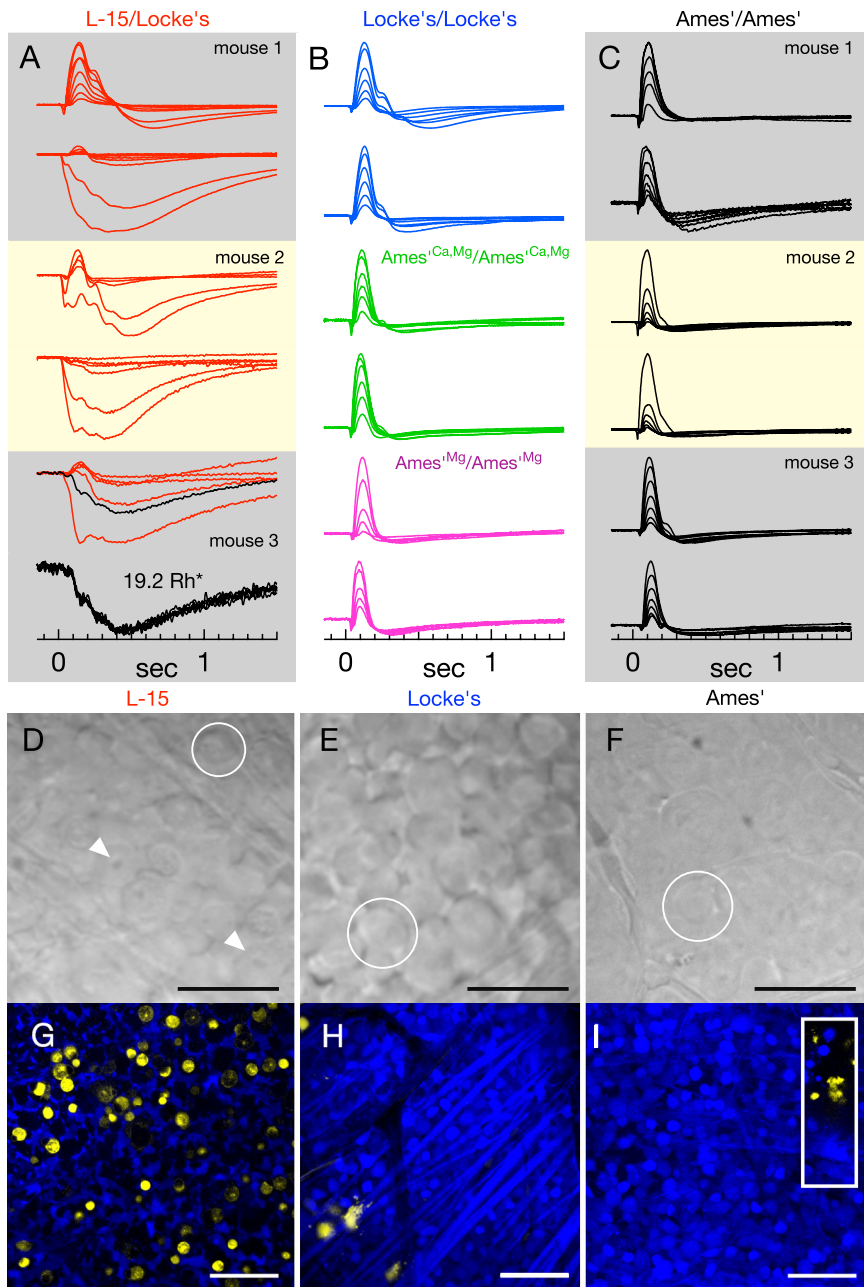 L-15/Locke's
Locke's/Locke's
Ames'/Ames'
A
mouse 1
B
C
mouse 1
mouse 2
Ames'Ca,Mg/Ames'Ca,Mg
mouse 2
Ames'Mg/Ames'Mg
mouse 3
mouse 3
19.2 Rh*
0 sec 1
0 sec 1
0 sec 1
L-15
Locke's
Ames'
D
E
F
G
H
I